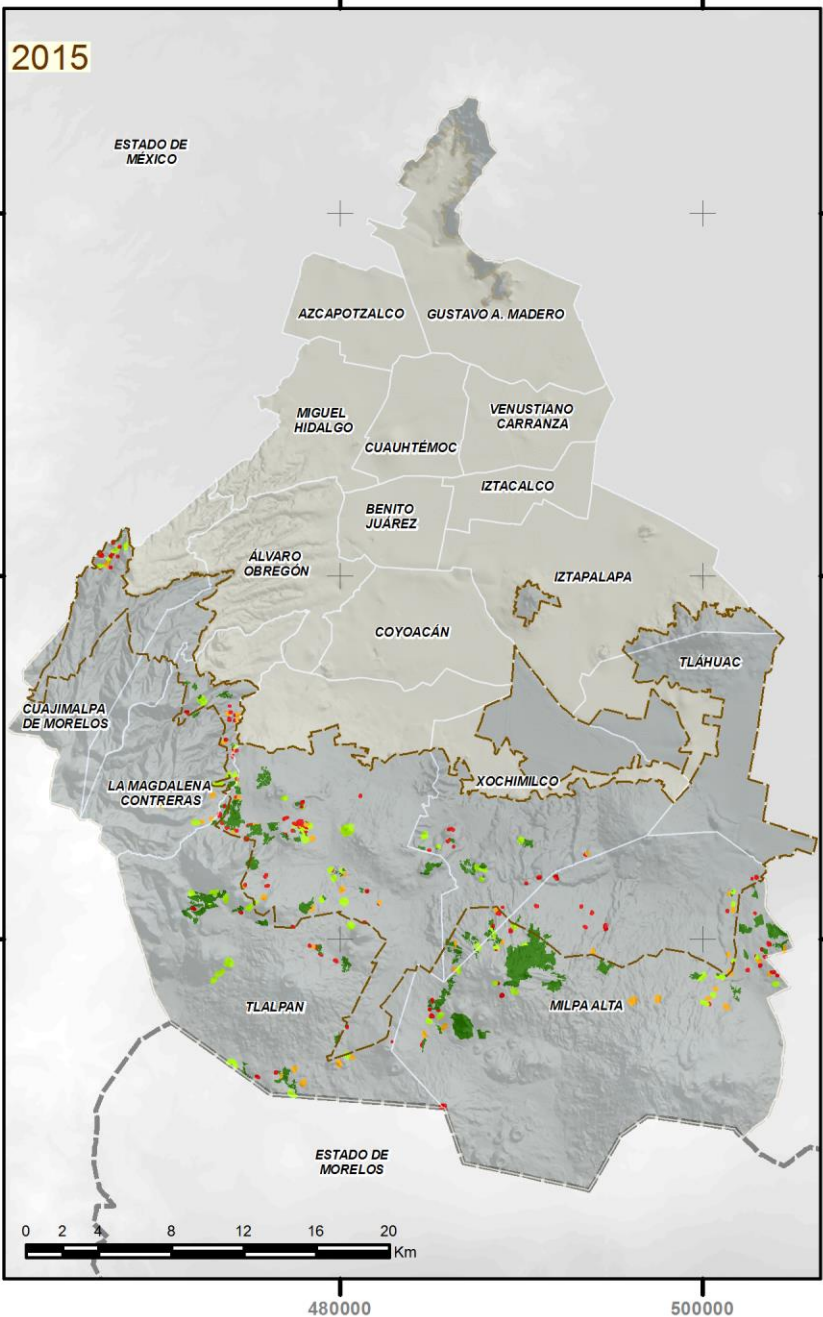 2015
ESTADO DE
MÉXICO
AZCAPOTZALCO
GUSTAVO A. MADERO
MIGUEL
HIDALGO
VENUSTIANO
CARRANZA
CUAUHTÉMOC
IZTACALCO
BENITO
JUÁREZ
ÁLVARO
OBREGÓN
IZTAPALAPA
COYOACÁN
TLÁHUAC
CUAJIMALPA
DE MORELOS
XOCHIMILCO
LA MAGDALENA
CONTRERAS
TLALPAN
MILPA ALTA
ESTADO DE
MORELOS
0 2 4 8 12 16 20
Km
480000
500000